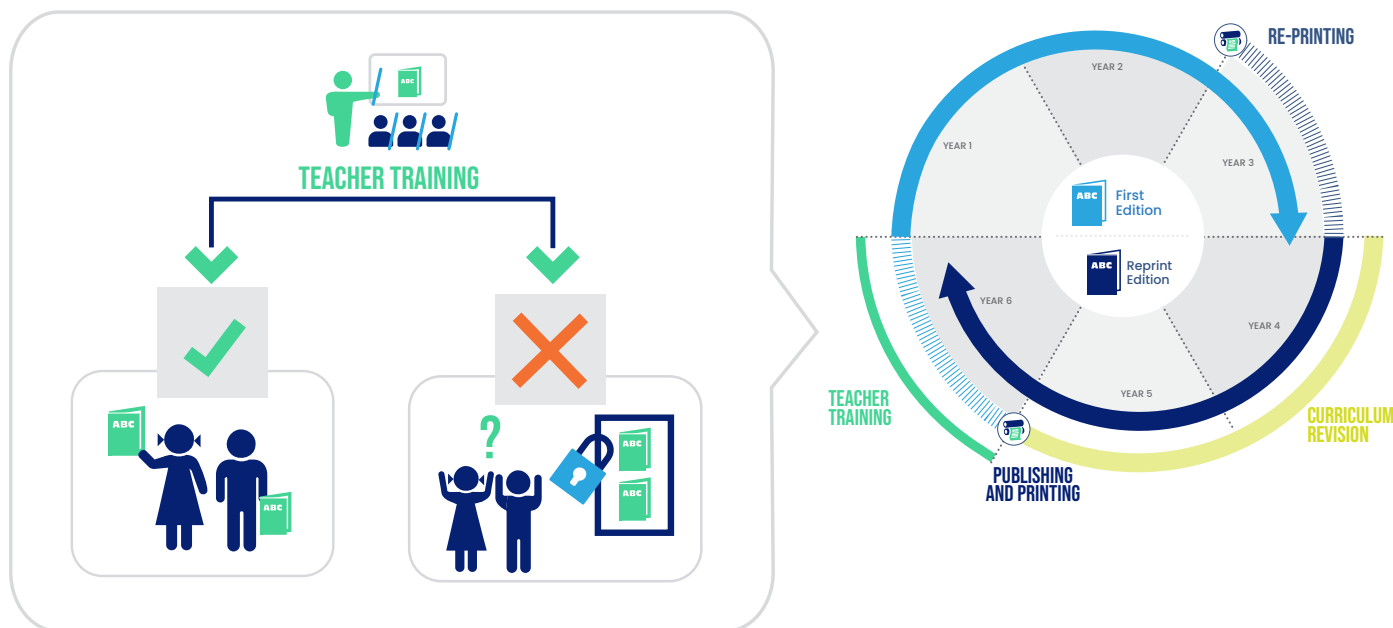 ABC
TEACHER TRAINING
ABC
ABC
?
ABC
ABC
RE-PRINTING
YEAR 2
YEAR 1
YEAR 3
ABC
First
Edition
ABC
Reprint
Edition
YEAR 6
YEAR 4
YEAR 5
TEACHER
TRAINING
CURRICULUM
REVISION
PUBLISHING
AND PRINTING